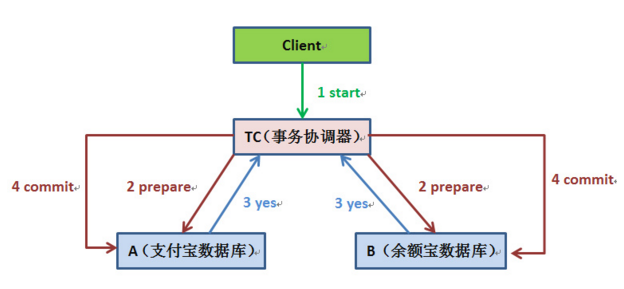 Client
1 start
TC（事务协调器）
4 commit
2 prepare
3 yes
3 yes
2 prepare
4 commit
A（支付宝数据库）
B（余额宝数据库）